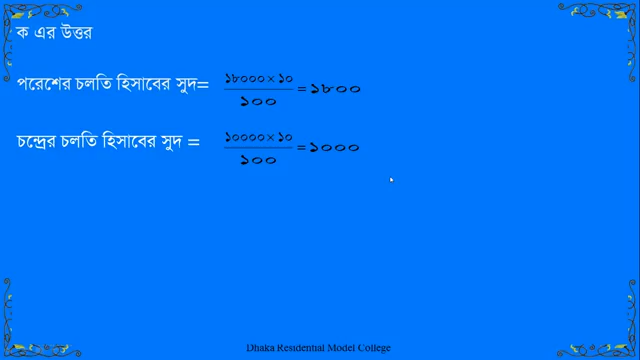 ক এর উত্তর
পরেশের চলতি হিসাবের সুদ= ১৮০০০ × ১০ / ১০০ = ১৮০০
চন্দ্রের চলতি হিসাবের সুদ = ১০০০০ × ১০ / ১০০ = ১০০০
Dhaka Residential Model College